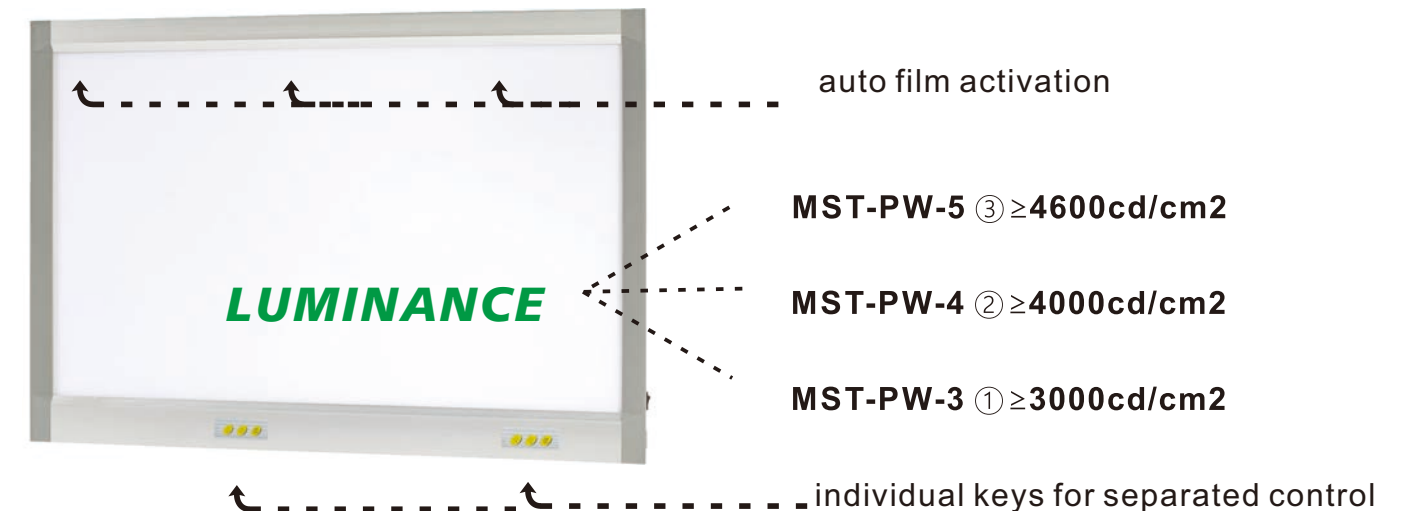 auto film activation
MST-PW-5 ③≥4600cd/cm2
LUMINANCE
MST-PW-4 ②≥4000cd/cm2
MST-PW-3 ①≥3000cd/cm2
individual keys for separated control